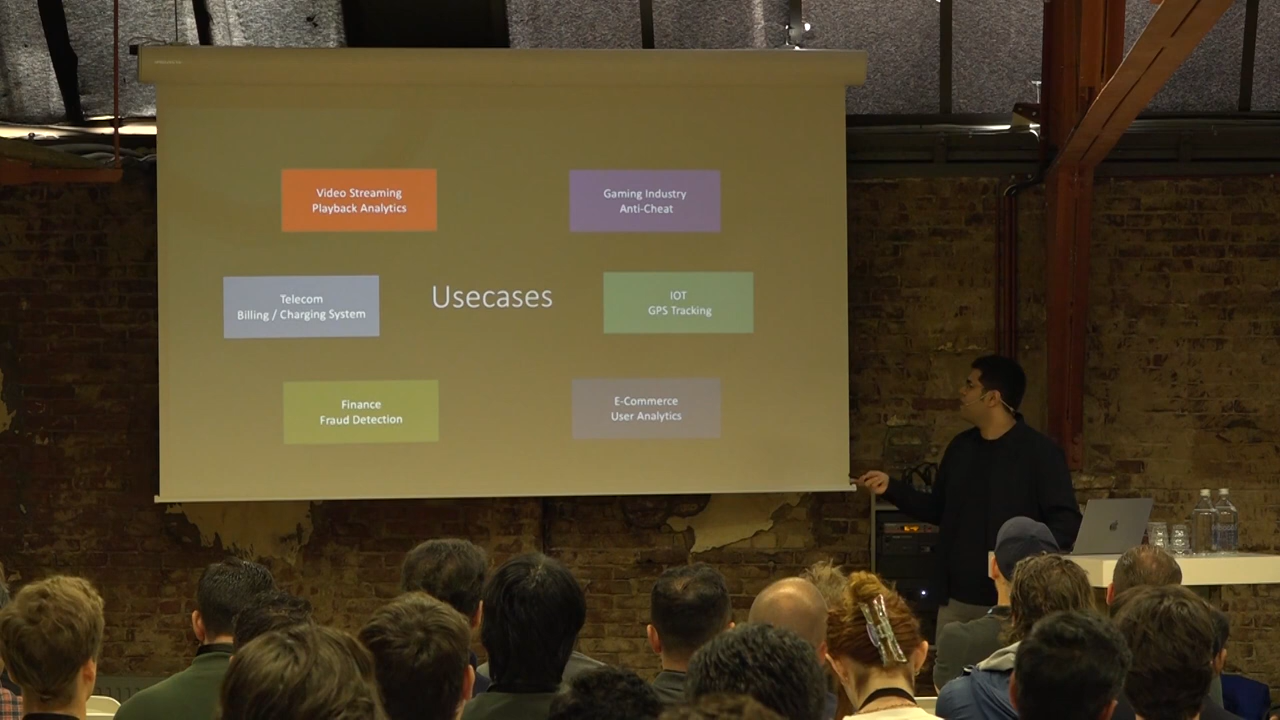 Video Streaming
Playback Analytics
Gaming Industry
Anti-Cheat
Telecom
Billing / Charging System
Usecases
IOT
GPS Tracking
Finance
Fraud Detection
E-Commerce
User Analytics